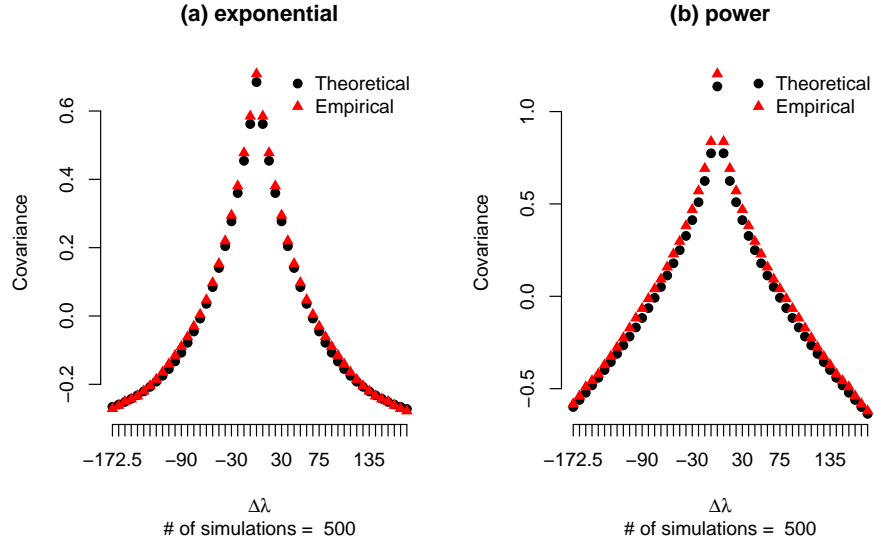 (a) exponential
Theoretical
Empirical
Covariance
0.6
0.4
0.2
0.0
−0.2
−172.5 −90 −30 30 75 135
Δλ
# of simulations = 500
(b) power
Theoretical
Empirical
Covariance
1.0
0.5
0.0
−0.5
−172.5 −90 −30 30 75 135
Δλ
# of simulations = 500